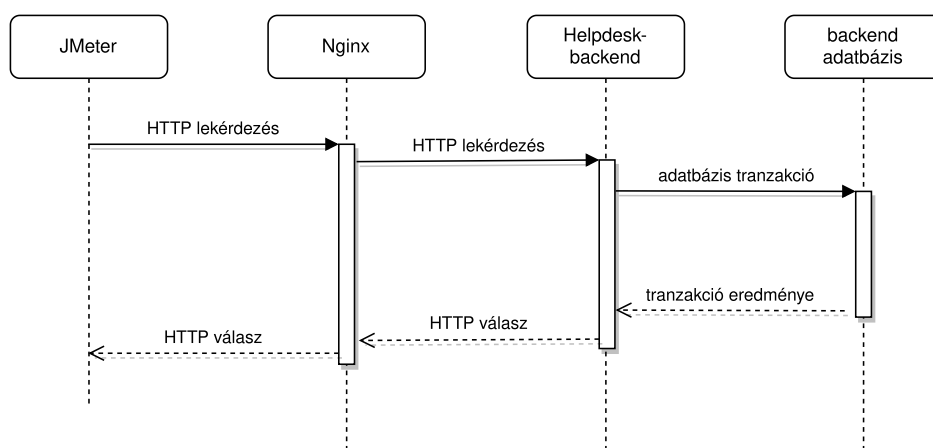 JMeter
Nginx
Helpdesk-
backend
backend
adatbázis
HTTP lekérdezés
HTTP lekérdezés
adatbázis tranzakció
tranzakció eredménye
HTTP válasz
HTTP válasz